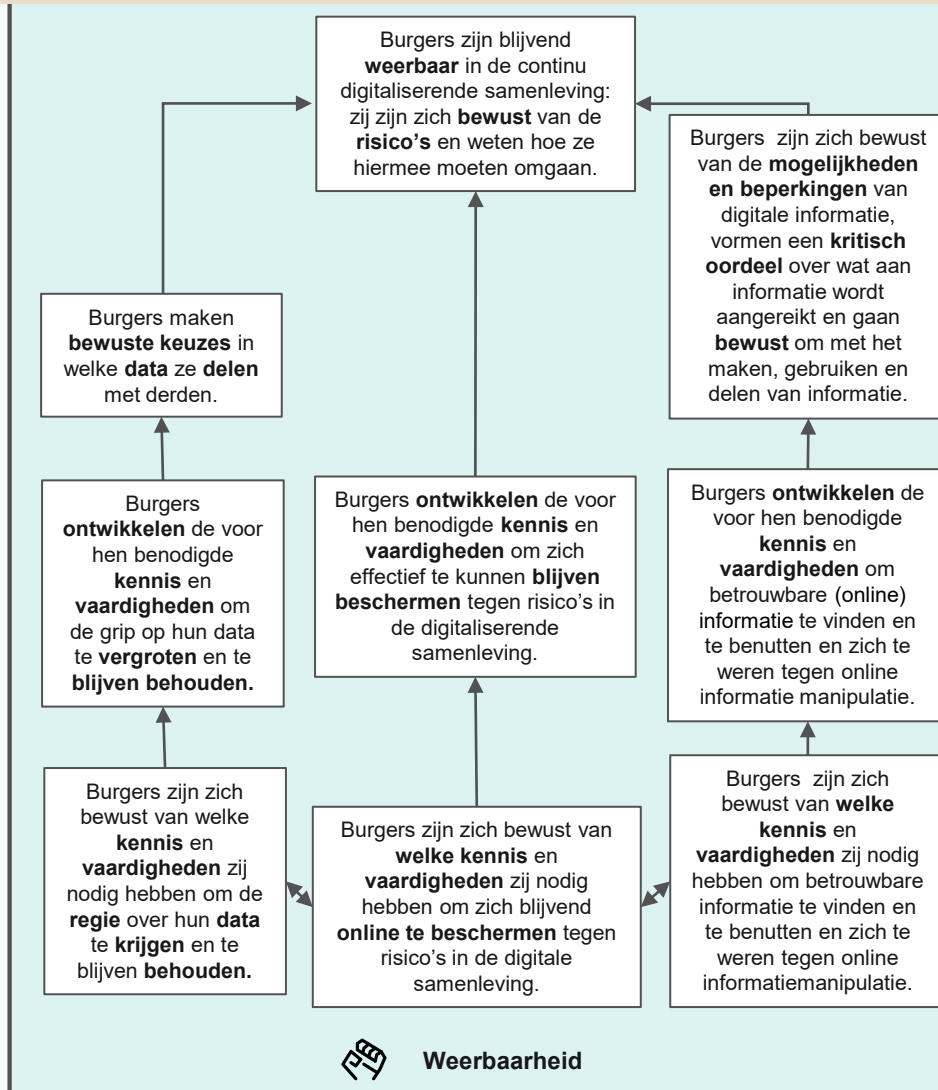 Burgers zijn blijvend
weerbaar in de continu
digitaliserende samenleving:
zij zijn zich bewust van de
risico's en weten hoe ze
hiermee moeten omgaan.
Burgers zijn zich bewust
van de mogelijkheden
en beperkingen van
digitale informatie,
vormen een kritisch
oordeel over wat aan
informatie wordt
aangereikt en gaan
bewust om met het
maken, gebruiken en
delen van informatie.
Burgers maken
bewuste keuzes in
welke data ze delen
met derden.
Burgers
ontwikkelen de voor
hen benodigde
kennis en
vaardigheden om
de grip op hun data
te vergroten en te
blijven behouden.
Burgers ontwikkelen de voor
hen benodigde kennis en
vaardigheden om zich
effectief te kunnen blijven
beschermen tegen risico's in
de digitaliserende
samenleving.
Burgers ontwikkelen de
voor hen benodigde
kennis en
vaardigheden om
betrouwbare (online)
informatie te vinden en
te benutten en zich te
weren tegen online
informatie manipulatie.
Burgers zijn zich
bewust van welke
kennis en
vaardigheden zij
nodig hebben om de
regie over hun data
te krijgen en te
blijven behouden.
Burgers zijn zich bewust van
welke kennis en
vaardigheden zij nodig
hebben om zich blijvend
online te beschermen tegen
risico's in de digitale
samenleving.
Burgers zijn zich
bewust van welke
kennis en
vaardigheden zij nodig
hebben om betrouwbare
informatie te vinden en
te benutten en zich te
weren tegen online
informatiemanipulatie.
Weerbaarheid